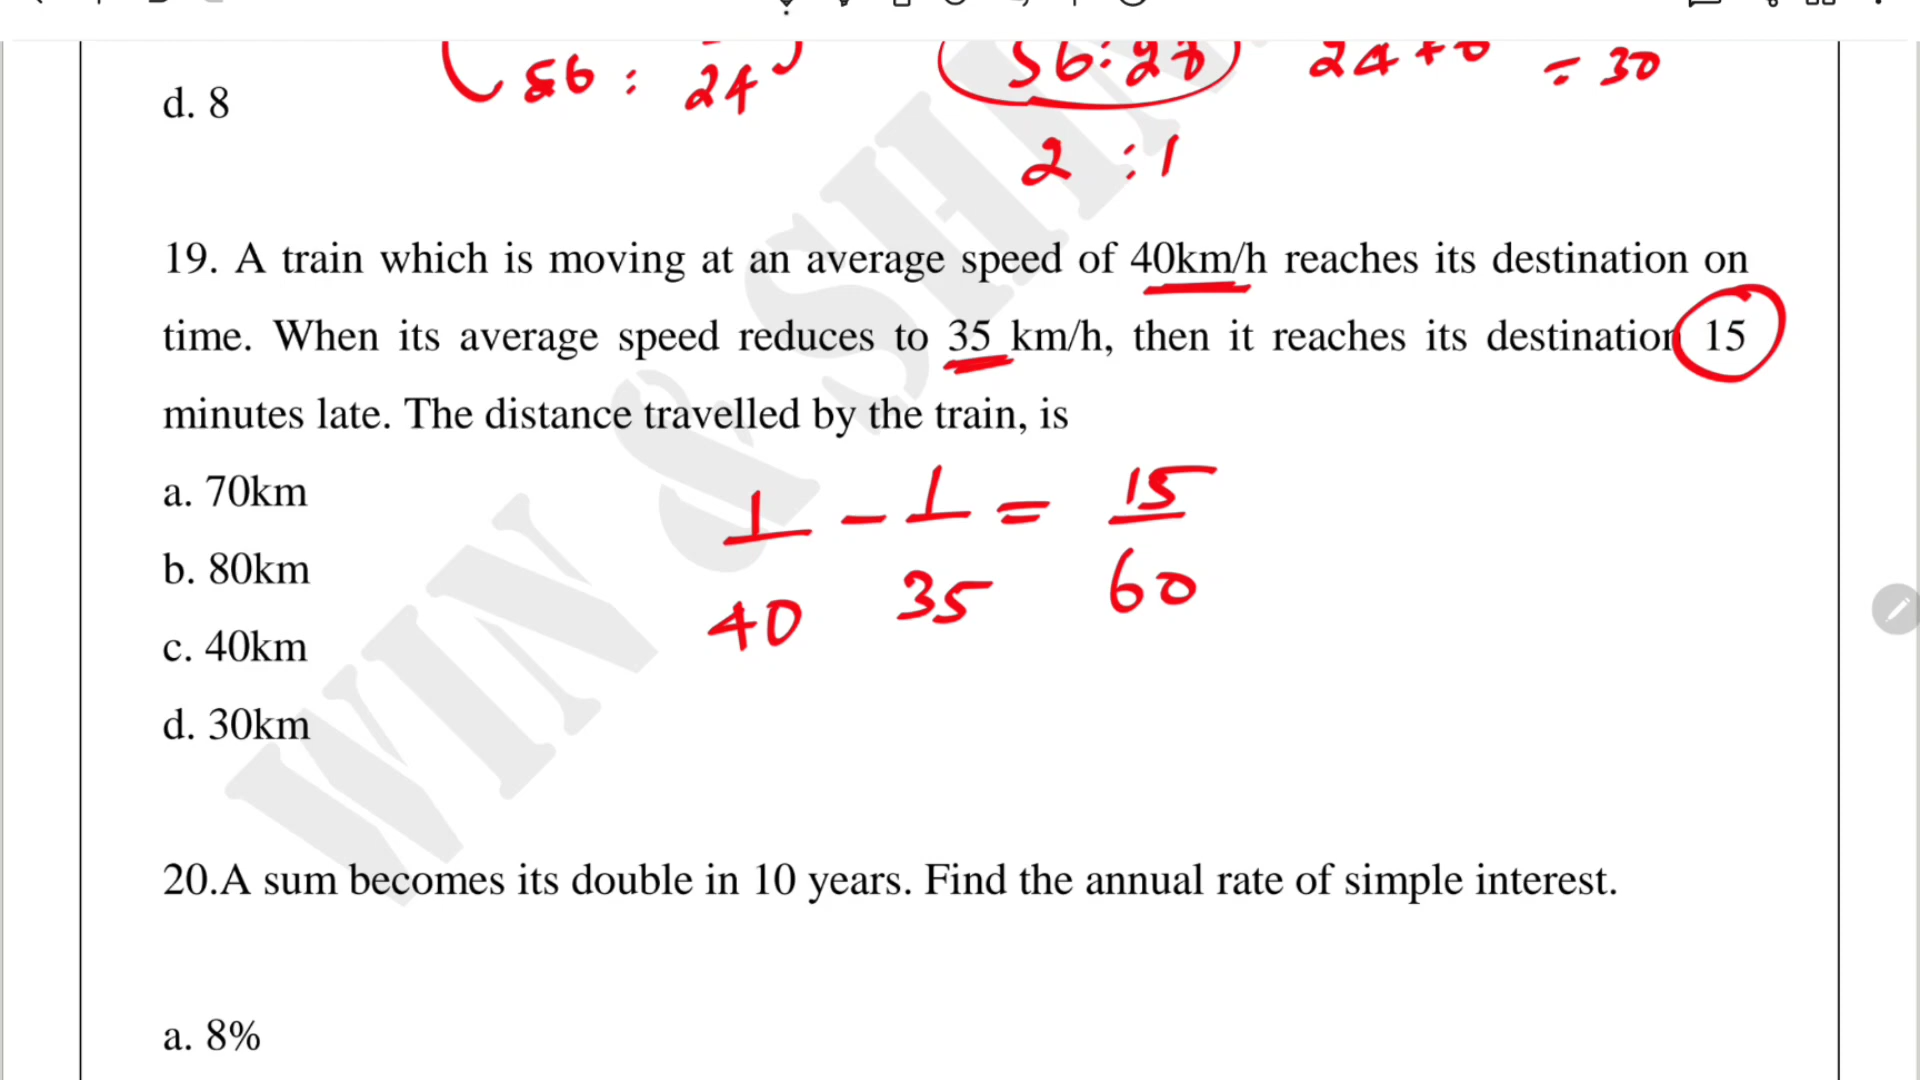 d. 8
56 : 24
56:28
24+6 = 30
2 : 1
19. A train which is moving at an average speed of 40km/h reaches its destination on
time. When its average speed reduces to 35 km/h, then it reaches its destination 15
minutes late. The distance travelled by the train, is
a. 70km
b. 80km
c. 40km
d. 30km
1/40 - 1/35 = 15/60
20.A sum becomes its double in 10 years. Find the annual rate of simple interest.
a. 8%
WIN & SHIN